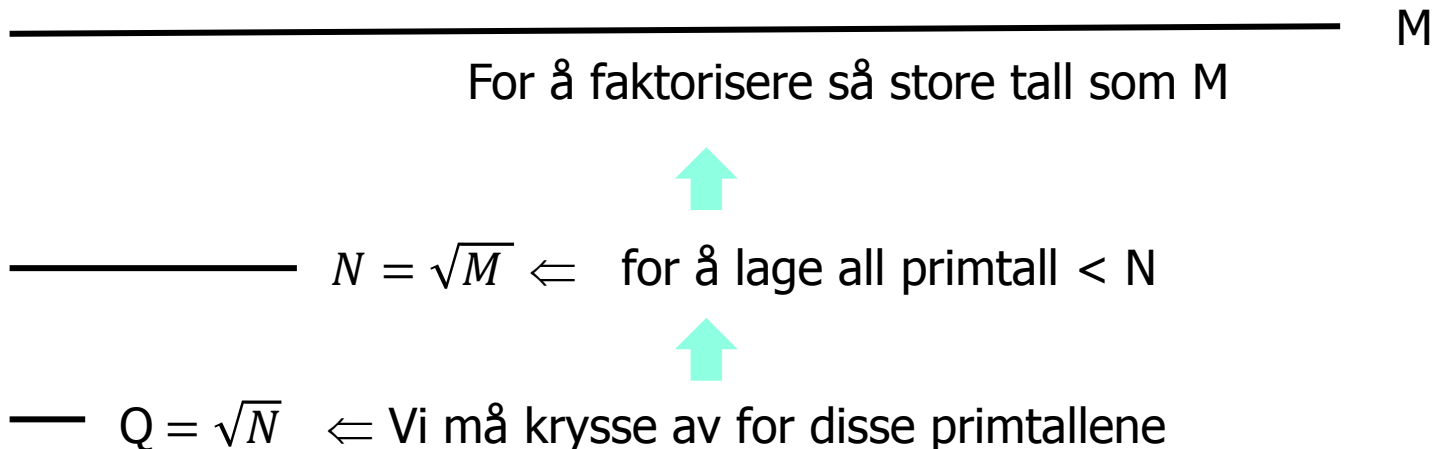 M
For å faktorisere så store tall som M
N = √M ⇐ for å lage all primtall < N
Q = √N ⇐ Vi må krysse av for disse primtallene